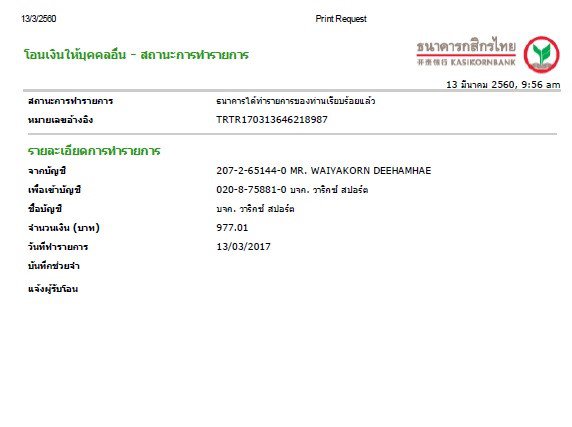 13/3/2560 Print Request
ธนาคารกสิกรไทย
开泰银行 KASIKORNBANK
โอนเงินให้บุคคลอื่น - สถานะการทำรายการ
13 มีนาคม 2560, 9:56 am
สถานะการทำรายการ ธนาคารได้ทำรายการของท่านเรียบร้อยแล้ว
หมายเลขอ้างอิง TRTR170313646218987
รายละเอียดการทำรายการ
จากบัญชี 207-2-65144-0 MR. WAIYAKORN DEEHAMHAE
เพื่อเข้าบัญชี 020-8-75881-0 บจค. วาริคซ์ สปอร์ต
ชื่อบัญชี บจค. วาริคซ์ สปอร์ต
จำนวนเงิน (บาท) 977.01
วันที่ทำรายการ 13/03/2017
บันทึกช่วยจำ
แจ้งผู้รับโอน